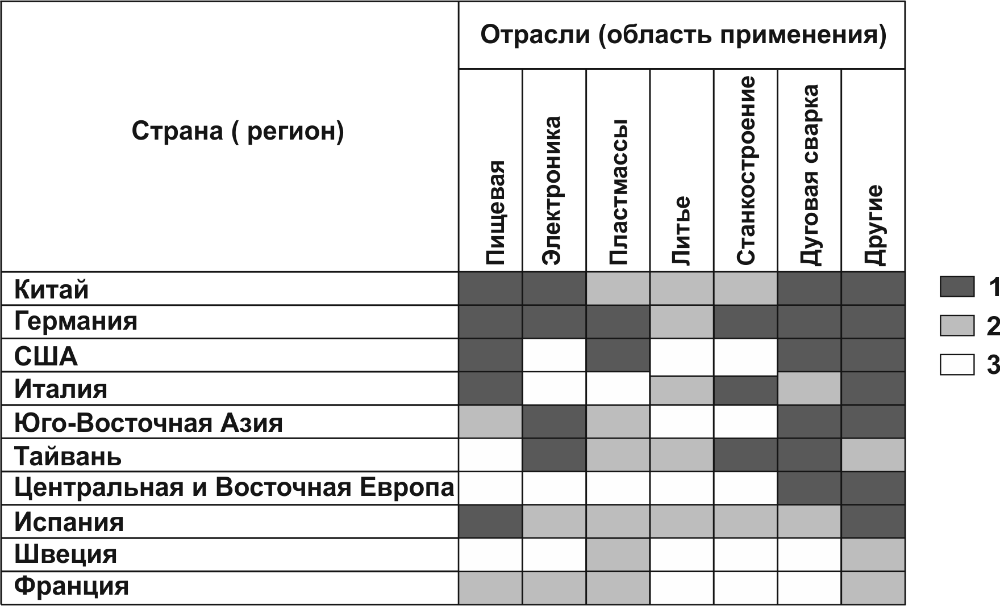 Отрасли (область применения)
Страна ( регион)
Пищевая
Электроника
Пластмассы
Литье
Станкостроение
Дуговая сварка
Другие
Китай
Германия
США
Италия
Юго-Восточная Азия
Тайвань
Центральная и Восточная Европа
Испания
Швеция
Франция
1
2
3